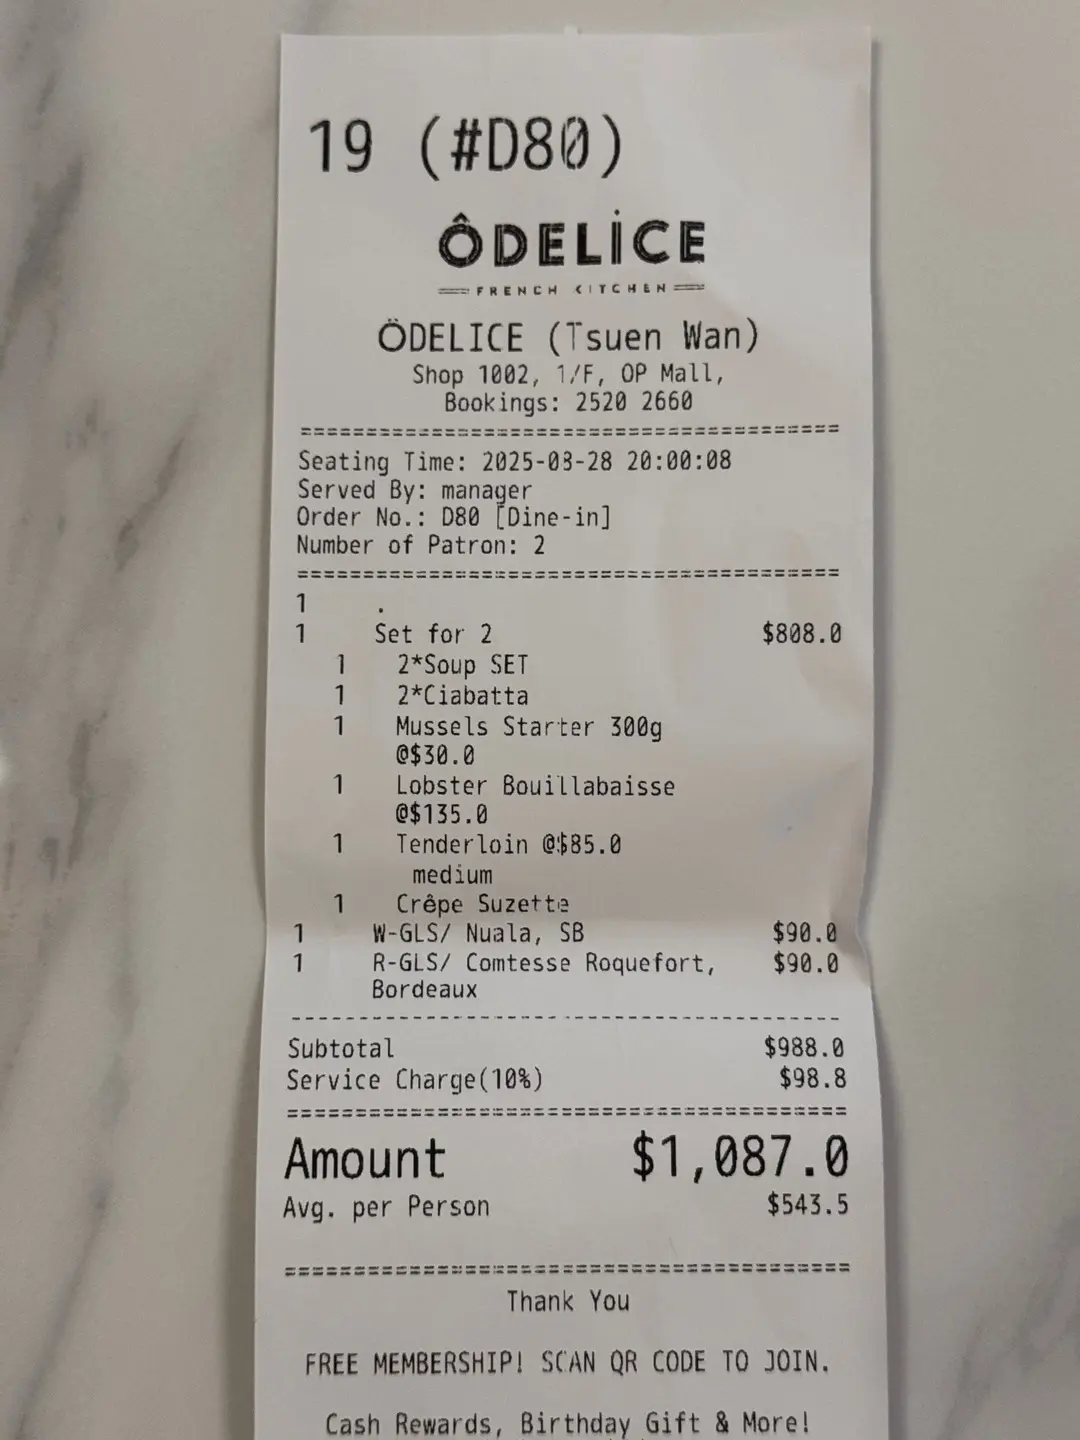 19 (#D80)
ÔDELİCE
FRENCH KITCHEN
ÖDELICE (Tsuen Wan)
Shop 1002, 1/F, OP Mall,
Bookings: 2520 2660
========================================
Seating Time: 2025-03-28 20:00:08
Served By: manager
Order No.: D80 [Dine-in]
Number of Patron: 2
========================================
1 .
1 Set for 2 $808.0
1 2*Soup SET
1 2*Ciabatta
1 Mussels Starter 300g
@$30.0
1 Lobster Bouillabaisse
@$135.0
1 Tenderloin @$85.0
medium
1 Crêpe Suzette
1 W-GLS/ Nuala, SB $90.0
1 R-GLS/ Comtesse Roquefort, $90.0
Bordeaux
----------------------------------------
Subtotal $988.0
Service Charge(10%) $98.8
========================================
Amount $1,087.0
Avg. per Person $543.5
========================================
Thank You
FREE MEMBERSHIP! SCAN QR CODE TO JOIN.
Cash Rewards, Birthday Gift & More!